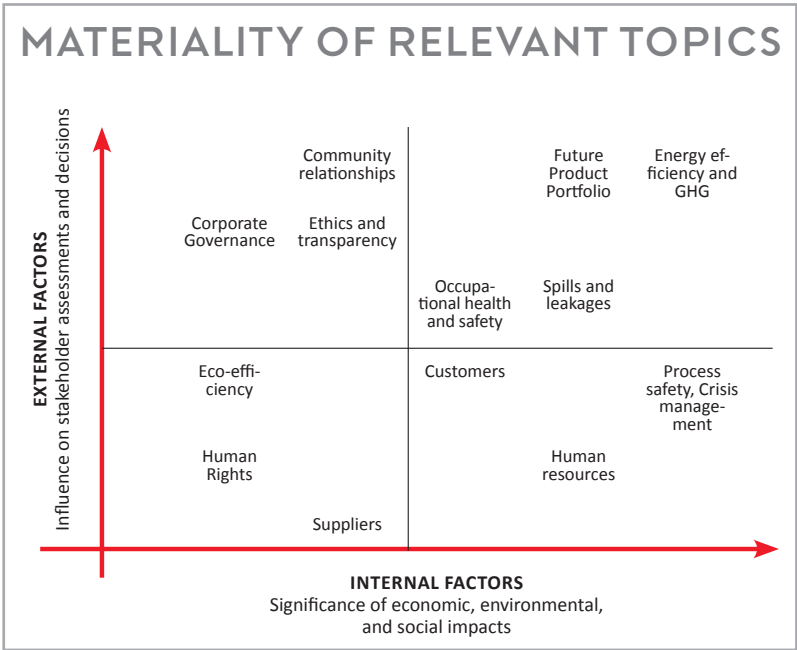 MATERIALITY OF RELEVANT TOPICS
EXTERNAL FACTORS
Influence on stakeholder assessments and decisions
Community
relationships
Future
Product
Portfolio
Energy ef-
ficiency and
GHG
Corporate
Governance
Ethics and
transparency
Occupa-
tional health
and safety
Spills and
leakages
Eco-effi-
ciency
Customers
Process
safety, Crisis
manage-
ment
Human
Rights
Human
resources
Suppliers
INTERNAL FACTORS
Significance of economic, environmental,
and social impacts